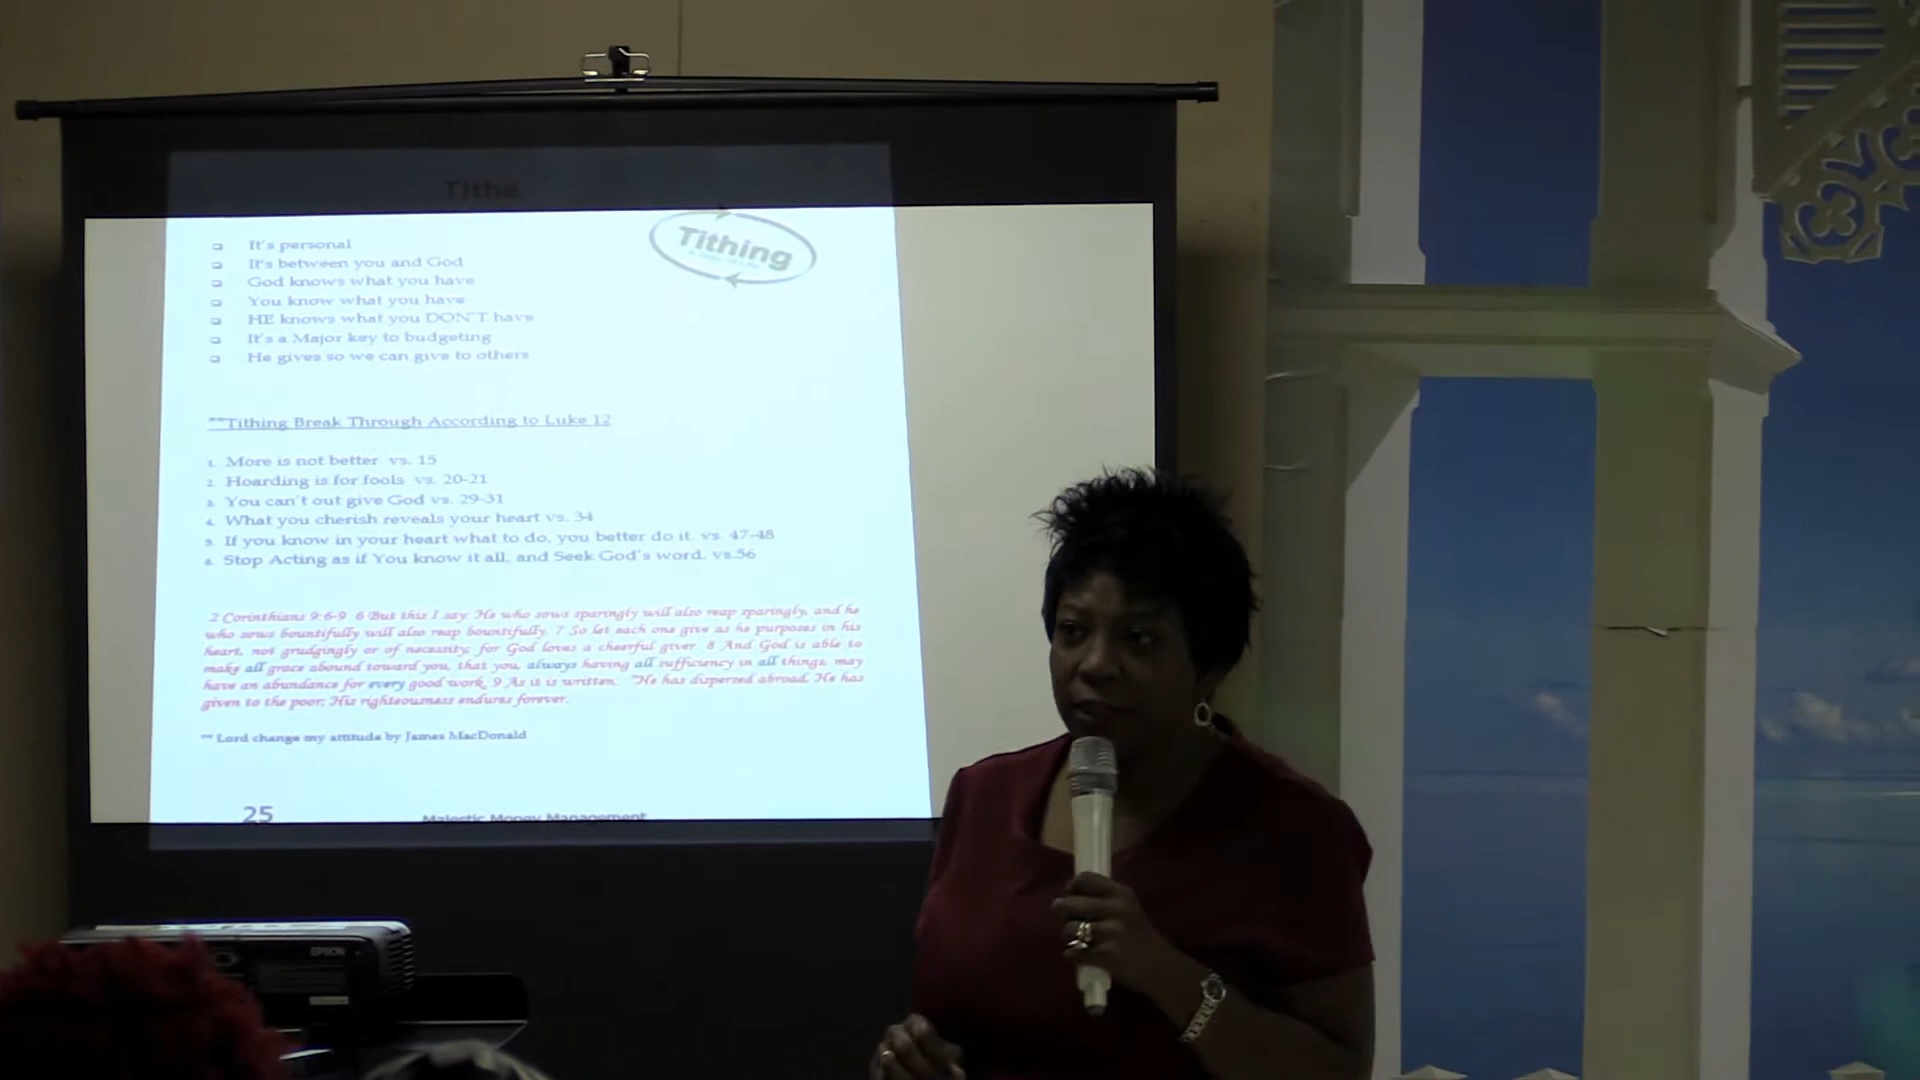 Tithe
Tithing
It's personal
It's between you and God
God knows what you have
You know what you have
HE knows what you DON'T have
It's a Major key to budgeting
He gives so we can give to others
**Tithing Break Through According to Luke 12
1. More is not better vs. 15
2. Hoarding is for fools vs. 20-21
3. You can't out give God vs. 29-31
4. What you cherish reveals your heart vs. 34
5. If you know in your heart what to do, you better do it. vs. 47-48
6. Stop Acting as if You know it all, and Seek God's word. vs.56
2 Corinthians 9:6-9 6 But this I say: He who sows sparingly will also reap sparingly, and he
who sows bountifully will also reap bountifully. 7 So let each one give as he purposes in his
heart, not grudgingly or of necessity; for God loves a cheerful giver. 8 And God is able to
make all grace abound toward you, that you, always having all sufficiency in all things, may
have an abundance for every good work. 9 As it is written: "He has dispersed abroad, He has
given to the poor; His righteousness endures forever.
** Lord change my attitude by James MacDonald
25 Majestic Money Management
EPSON